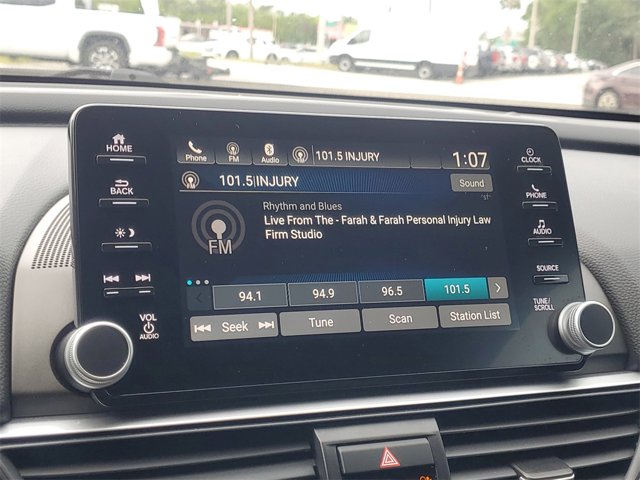 HOME
BACK
VOL
AUDIO
Phone
FM
Audio
101.5 INJURY
1:07
101.5|INJURY
Sound
"ST"
FM
Rhythm and Blues
Live From The - Farah & Farah Personal Injury Law
Firm Studio
94.1
94.9
96.5
101.5
Seek
Tune
Scan
Station List
CLOCK
PHONE
AUDIO
SOURCE
TUNE/
SCROLL